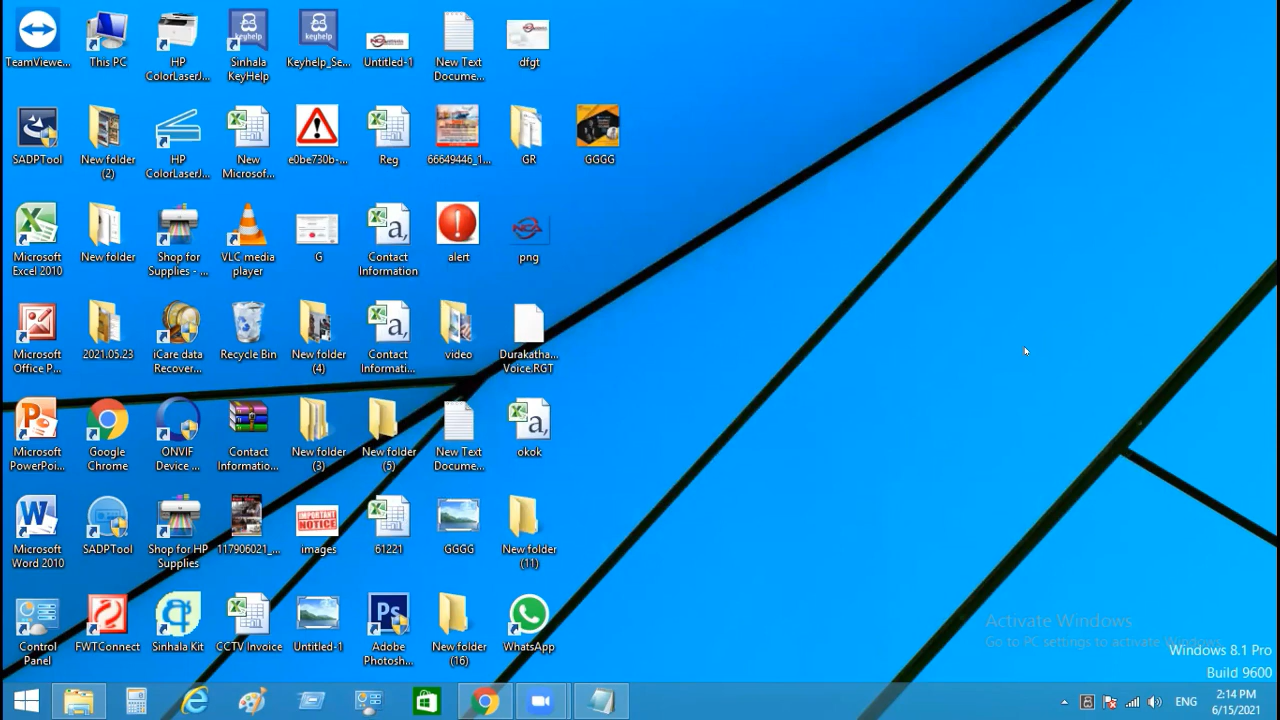 TeamViewe...
This PC
HP
ColorLaserJ...
Sinhala
KeyHelp
Keyhelp_Se...
Untitled-1
New Text
Docume...
dfgt
SADPTool
New folder
(2)
HP
ColorLaserJ...
New
Microsof...
e0be730b-...
Reg
66649446_1...
GR
GGGG
Microsoft
Excel 2010
New folder
Shop for
Supplies - ...
VLC media
player
G
Contact
Information
alert
png
Microsoft
Office P...
2021.05.23
iCare data
Recover...
Recycle Bin
New folder
(4)
Contact
Informati...
video
Durakatha...
Voice.RGT
Microsoft
PowerPoi...
Google
Chrome
ONVIF
Device ...
Contact
Informatio...
New folder
(3)
New folder
(5)
New Text
Docume...
okok
Microsoft
Word 2010
SADPTool
Shop for HP
Supplies
117906021_...
IMPORTANT
NOTICE
images
61221
GGGG
New folder
(11)
Control
Panel
FWTConnect
Sinhala Kit
CCTV Invoice
Untitled-1
Adobe
Photosh...
New folder
(16)
WhatsApp
Activate Windows
Go to PC settings to activate Windows.
Windows 8.1 Pro
Build 9600
ENG
2:14 PM
6/15/2021